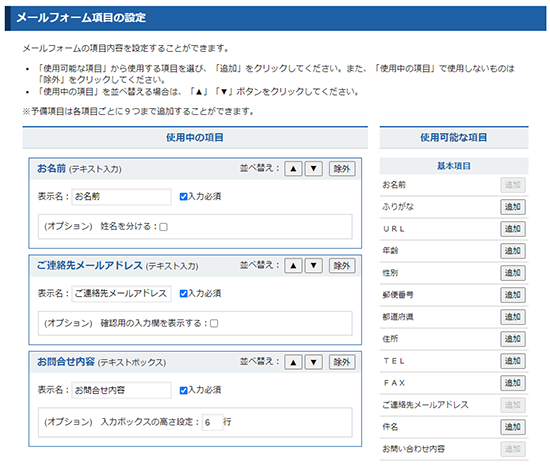 メールフォーム項目の設定
メールフォームの項目内容を設定することができます。
• 「使用可能な項目」から使用する項目を選び、「追加」をクリックしてください。また、「使用中の項目」で使用しないものは
「除外」をクリックしてください。
• 「使用中の項目」を並べ替える場合は、「▲」「▼」ボタンをクリックしてください。
※予備項目は各項目ごとに９つまで追加することができます。
使用中の項目
お名前 (テキスト入力) 並べ替え： ▲ ▼ 除外
表示名： お名前 入力必須
(オプション) 姓名を分ける：
ご連絡先メールアドレス (テキスト入力) 並べ替え： ▲ ▼ 除外
表示名： ご連絡先メールアドレス 入力必須
(オプション) 確認用の入力欄を表示する：
お問合せ内容 (テキストボックス) 並べ替え： ▲ ▼ 除外
表示名： お問合せ内容 入力必須
(オプション) 入力ボックスの高さ設定： 6 行
使用可能な項目
基本項目
お名前 追加
ふりがな 追加
ＵＲＬ 追加
年齢 追加
性別 追加
郵便番号 追加
都道府県 追加
住所 追加
ＴＥＬ 追加
ＦＡＸ 追加
ご連絡先メールアドレス 追加
件名 追加
お問い合わせ内容 追加